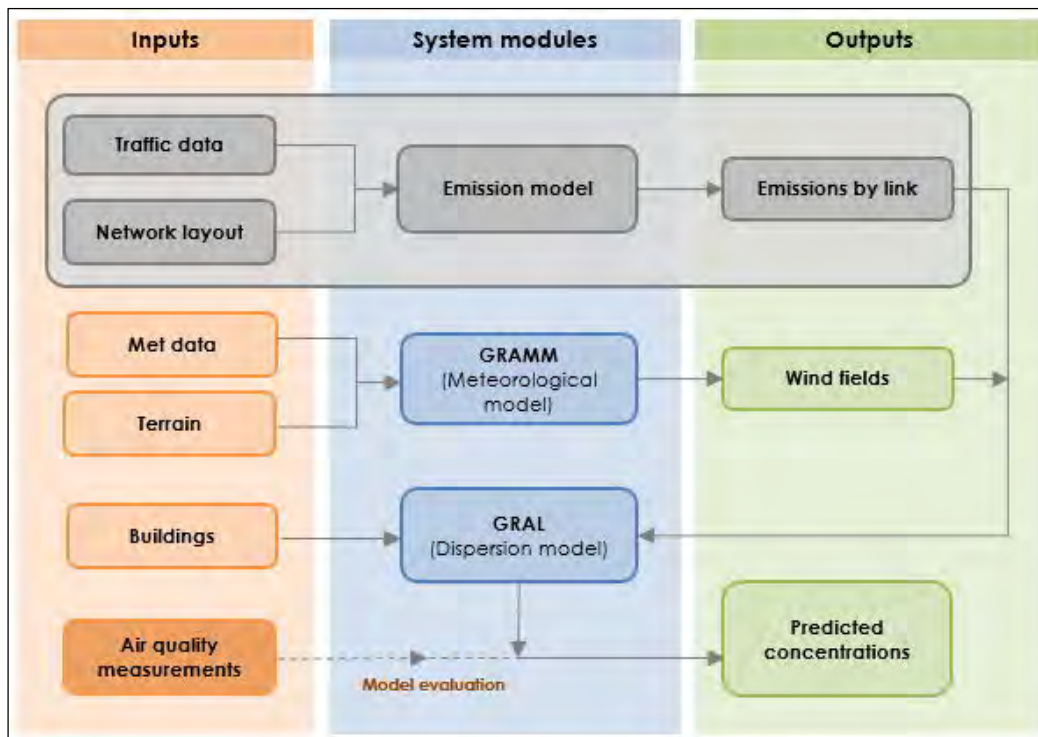 Inputs
System modules
Outputs
Traffic data
Network layout
Emission model
Emissions by link
Met data
Terrain
GRAMM
(Meteorological
model)
Wind fields
Buildings
GRAL
(Dispersion model)
Air quality
measurements
Model evaluation
Predicted
concentrations